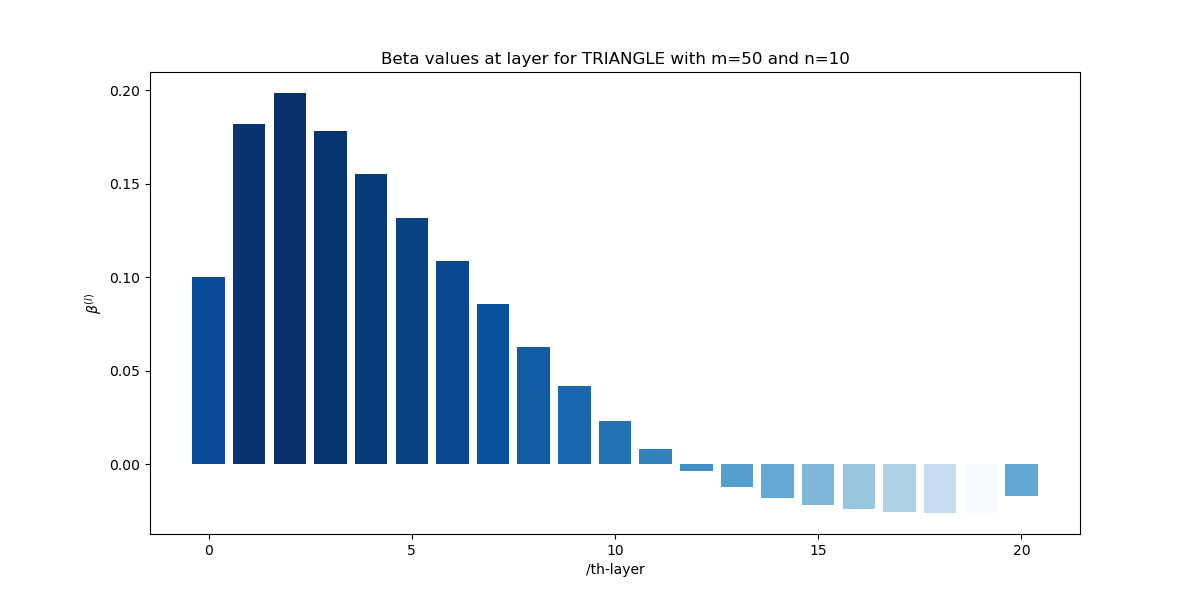 Beta values at layer for TRIANGLE with m=50 and n=10
0.20
0.15
0.10
0.05
0.00
β⁽ˡ⁾
0 5 10 15 20
/th-layer